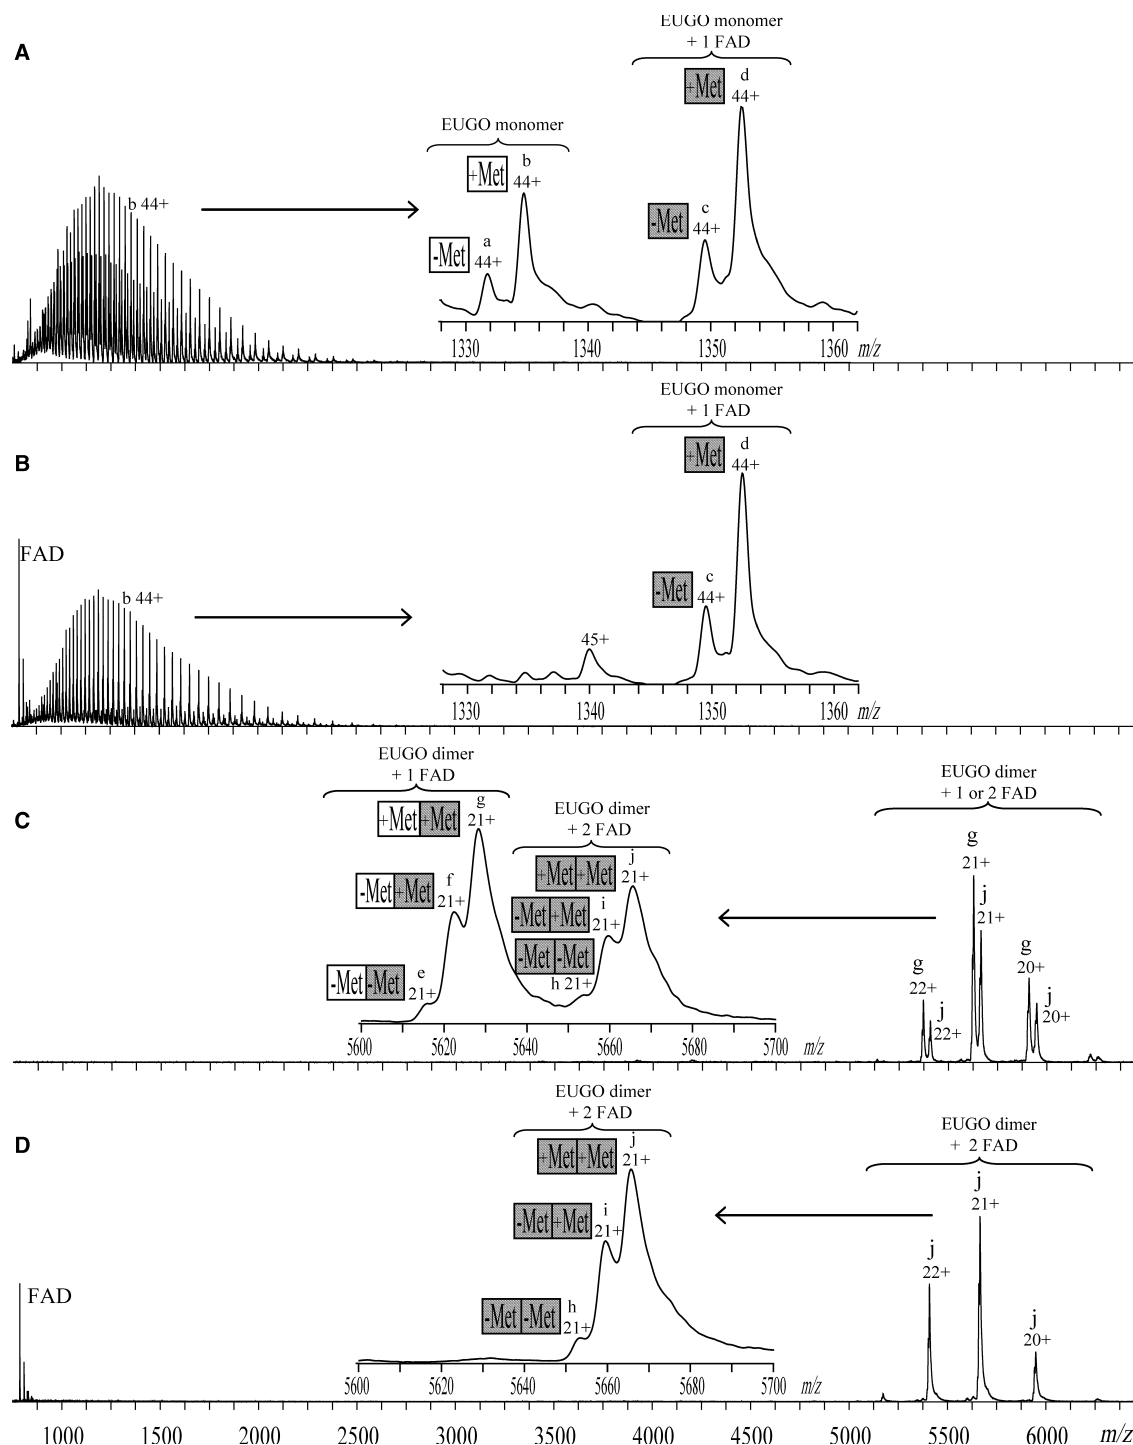 A
EUGO monomer
+ 1 FAD
+Met
d
44+
EUGO monomer
b
+Met
44+
b 44+
c
-Met
44+
a
-Met
44+
1330
1340
1350
1360
m/z
B
EUGO monomer
+ 1 FAD
+Met
d
44+
FAD
c
-Met
44+
b 44+
45+
1330
1340
1350
1360
m/z
C
EUGO dimer
+ 1 FAD
g
+Met +Met
21+
EUGO dimer
+ 2 FAD
j
+Met +Met
21+
f
-Met +Met
21+
i
-Met +Met
21+
-Met -Met
h 21+
e
-Met -Met
21+
5600
5620
5640
5660
5680
5700
m/z
EUGO dimer
+ 1 or 2 FAD
g
21+
j
21+
g
22+
j
22+
g
20+
j
20+
D
EUGO dimer
+ 2 FAD
j
+Met +Met
21+
i
-Met +Met
21+
h
-Met -Met
21+
FAD
5600
5620
5640
5660
5680
5700
m/z
EUGO dimer
+ 2 FAD
j
21+
j
22+
j
20+
1000
1500
2000
2500
3000
3500
4000
4500
5000
5500
6000
m/z